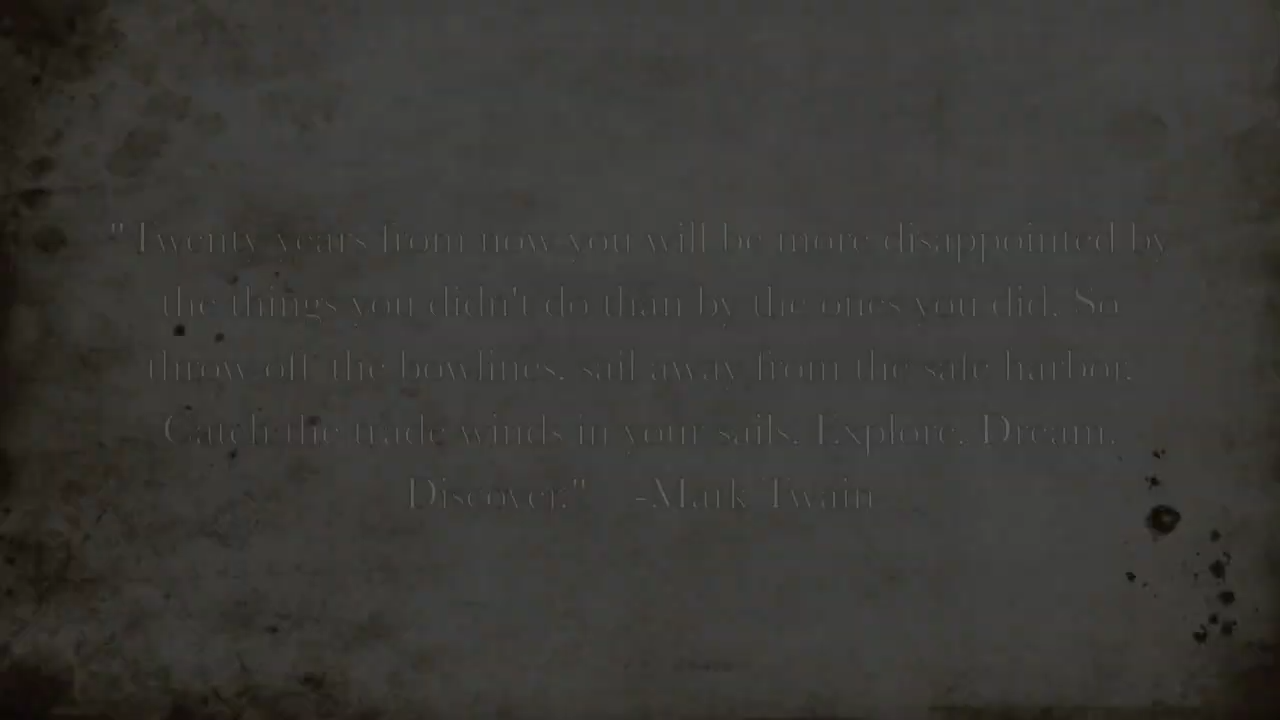 "Twenty years from now you will be more disappointed by
the things you didn't do than by the ones you did. So
throw off the bowlines, sail away from the safe harbor.
Catch the trade winds in your sails. Explore. Dream.
Discover." -Mark Twain